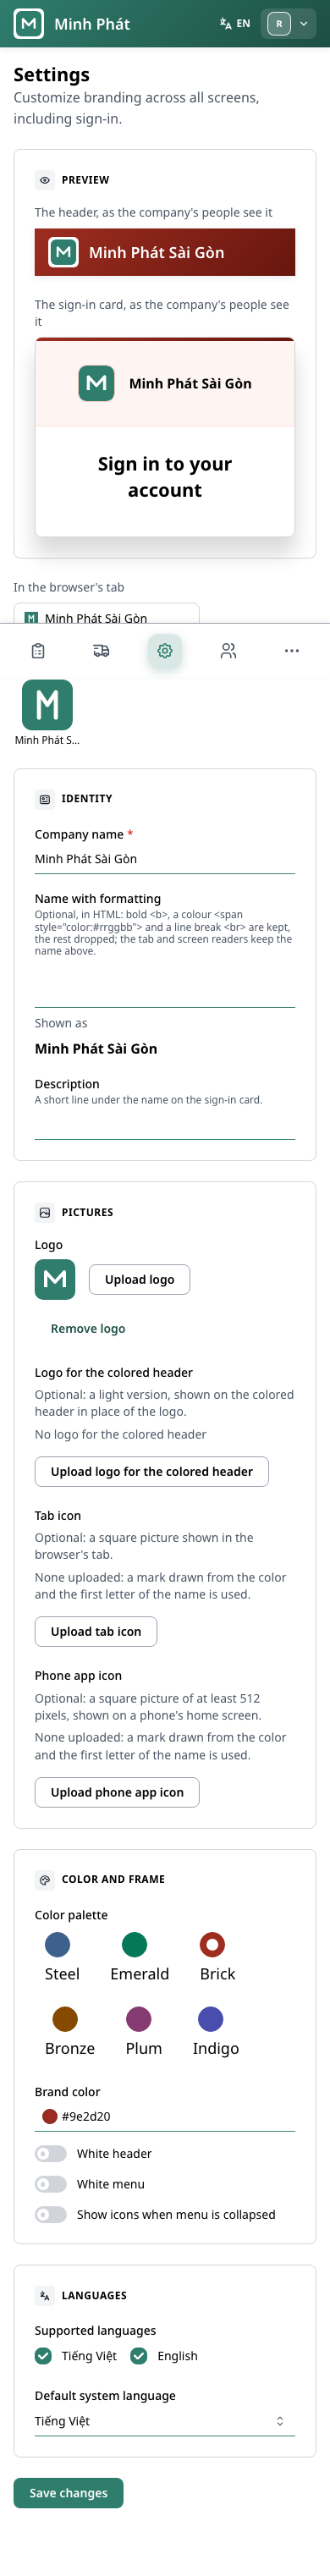 Minh Phát
EN
R
Settings
Customize branding across all screens,
including sign-in.
PREVIEW
The header, as the company's people see it
Minh Phát Sài Gòn
The sign-in card, as the company's people see
it
Minh Phát Sài Gòn
Sign in to your
account
In the browser's tab
Minh Phát Sài Gòn
Minh Phát S...
IDENTITY
Company name *
Minh Phát Sài Gòn
Name with formatting
Optional, in HTML: bold <b>, a colour <span
style="color:#rrggbb"> and a line break <br> are kept,
the rest dropped; the tab and screen readers keep the
name above.
Shown as
Minh Phát Sài Gòn
Description
A short line under the name on the sign-in card.
PICTURES
Logo
Upload logo
Remove logo
Logo for the colored header
Optional: a light version, shown on the colored
header in place of the logo.
No logo for the colored header
Upload logo for the colored header
Tab icon
Optional: a square picture shown in the
browser's tab.
None uploaded: a mark drawn from the color
and the first letter of the name is used.
Upload tab icon
Phone app icon
Optional: a square picture of at least 512
pixels, shown on a phone's home screen.
None uploaded: a mark drawn from the color
and the first letter of the name is used.
Upload phone app icon
COLOR AND FRAME
Color palette
Steel Emerald Brick
Bronze Plum Indigo
Brand color
#9e2d20
White header
White menu
Show icons when menu is collapsed
LANGUAGES
Supported languages
Tiếng Việt English
Default system language
Tiếng Việt
Save changes